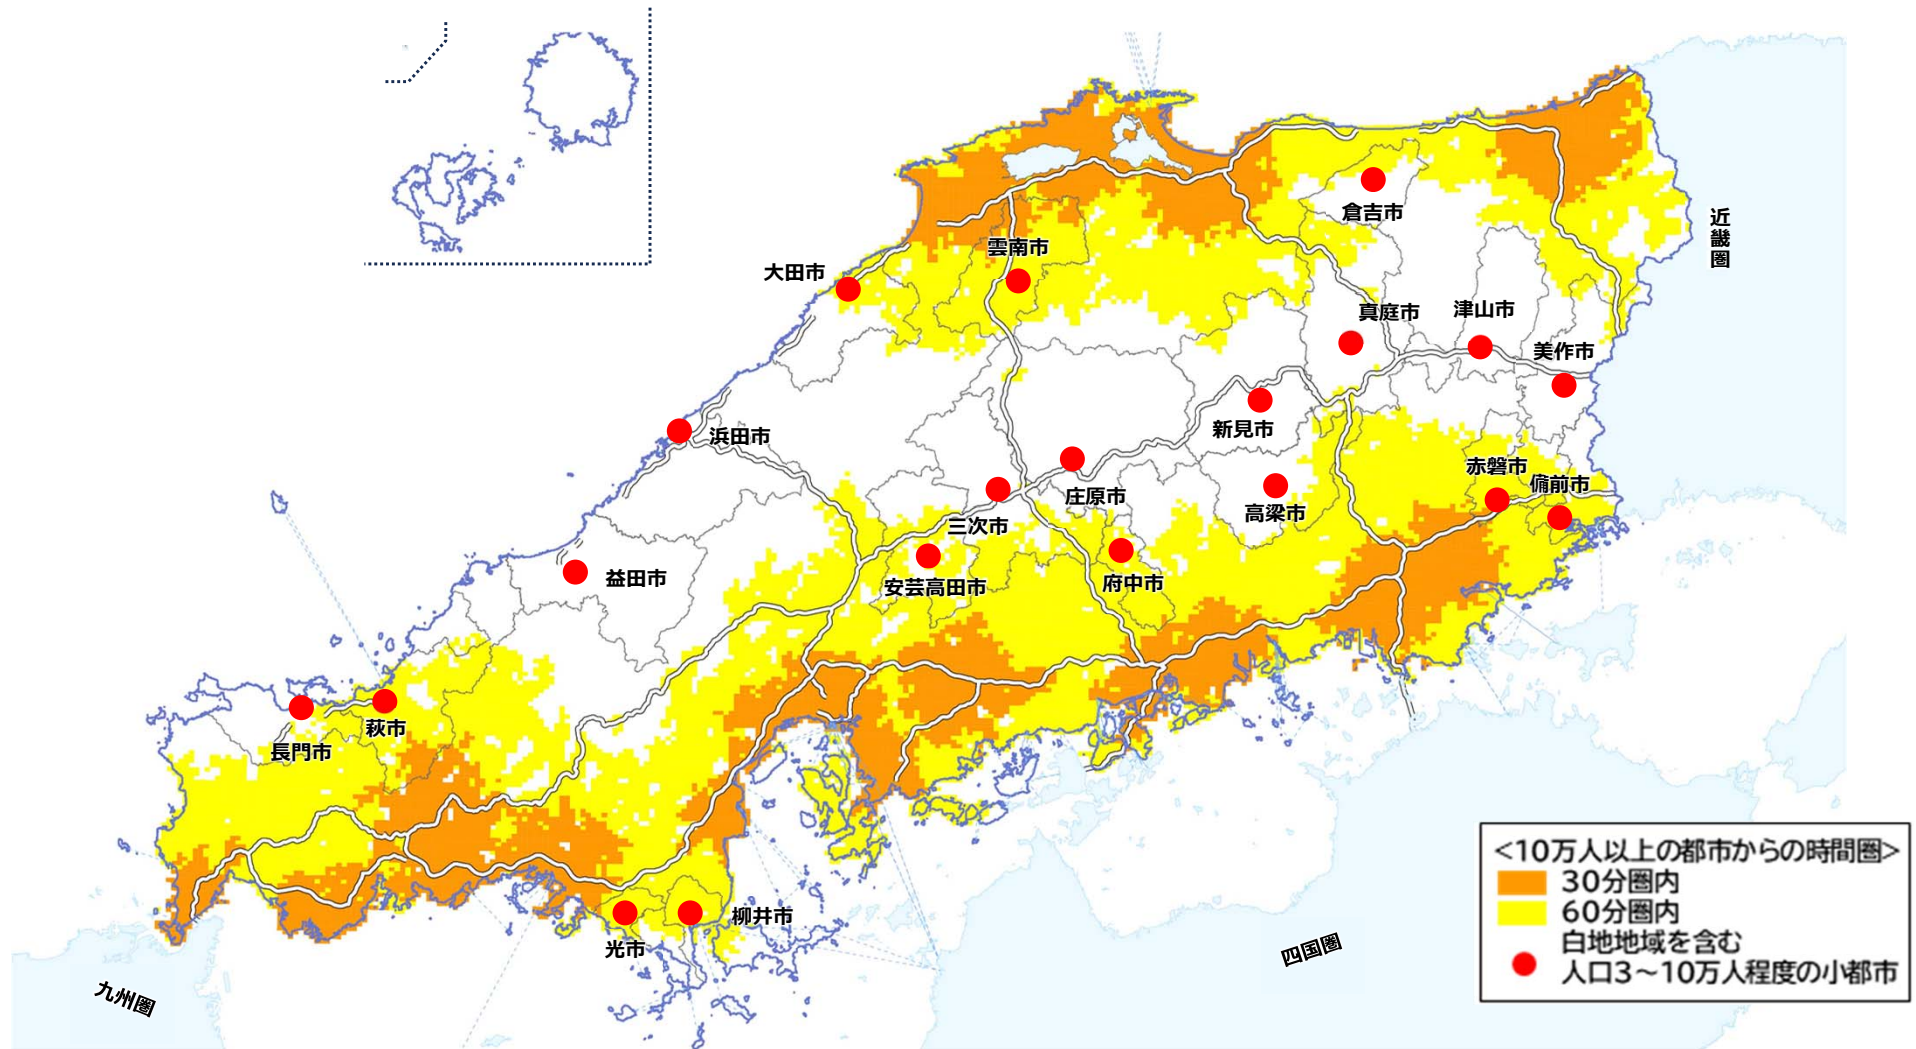 近畿圏
倉吉市
雲南市
大田市
真庭市
津山市
美作市
新見市
浜田市
赤磐市
備前市
庄原市
高梁市
三次市
益田市
安芸高田市
府中市
萩市
長門市
柳井市
光市
四国圏
九州圏
<10万人以上の都市からの時間圏>
30分圏内
60分圏内
白地地域を含む
人口3～10万人程度の小都市